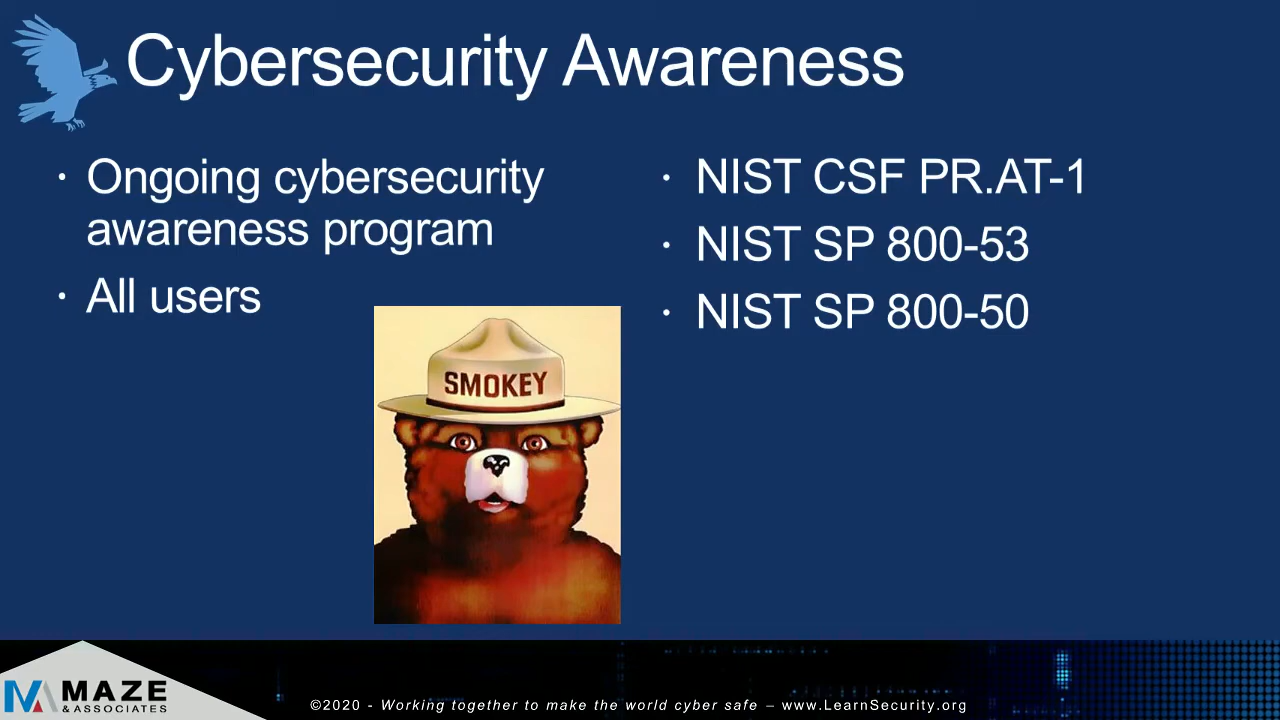 Cybersecurity Awareness
· Ongoing cybersecurity
awareness program
· All users
· NIST CSF PR.AT-1
· NIST SP 800-53
· NIST SP 800-50
SMOKEY
MAZE
& ASSOCIATES
©2020 - Working together to make the world cyber safe – www.LearnSecurity.org